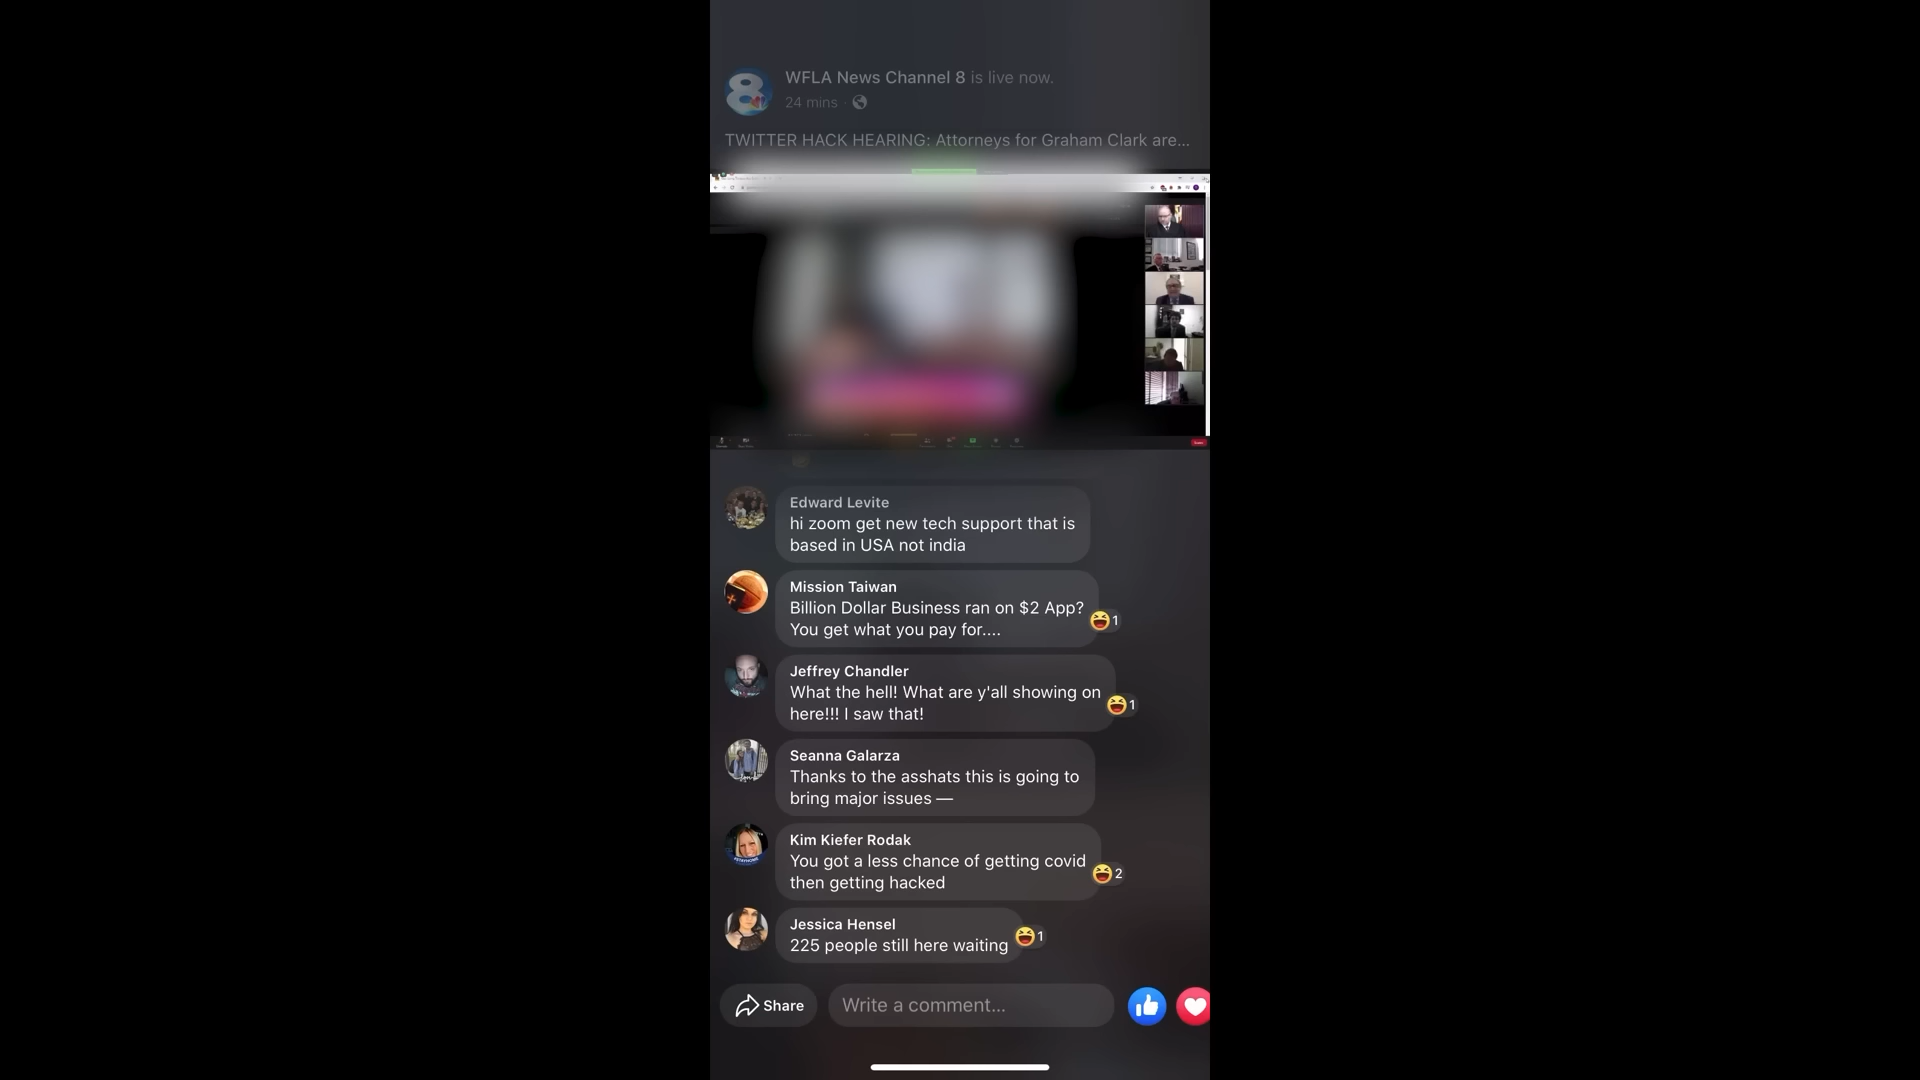 WFLA News Channel 8 is live now.
24 mins ·
TWITTER HACK HEARING: Attorneys for Graham Clark are...
Edward Levite
hi zoom get new tech support that is
based in USA not india
Mission Taiwan
Billion Dollar Business ran on $2 App?
You get what you pay for....
1
Jeffrey Chandler
What the hell! What are y'all showing on
here!!! I saw that!
1
Seanna Galarza
Thanks to the asshats this is going to
bring major issues —
Kim Kiefer Rodak
You got a less chance of getting covid
then getting hacked
2
Jessica Hensel
225 people still here waiting
1
Share
Write a comment...